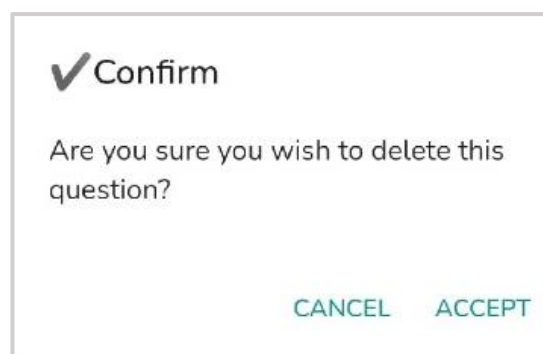 ✔Confirm
Are you sure you wish to delete this
question?
CANCEL ACCEPT